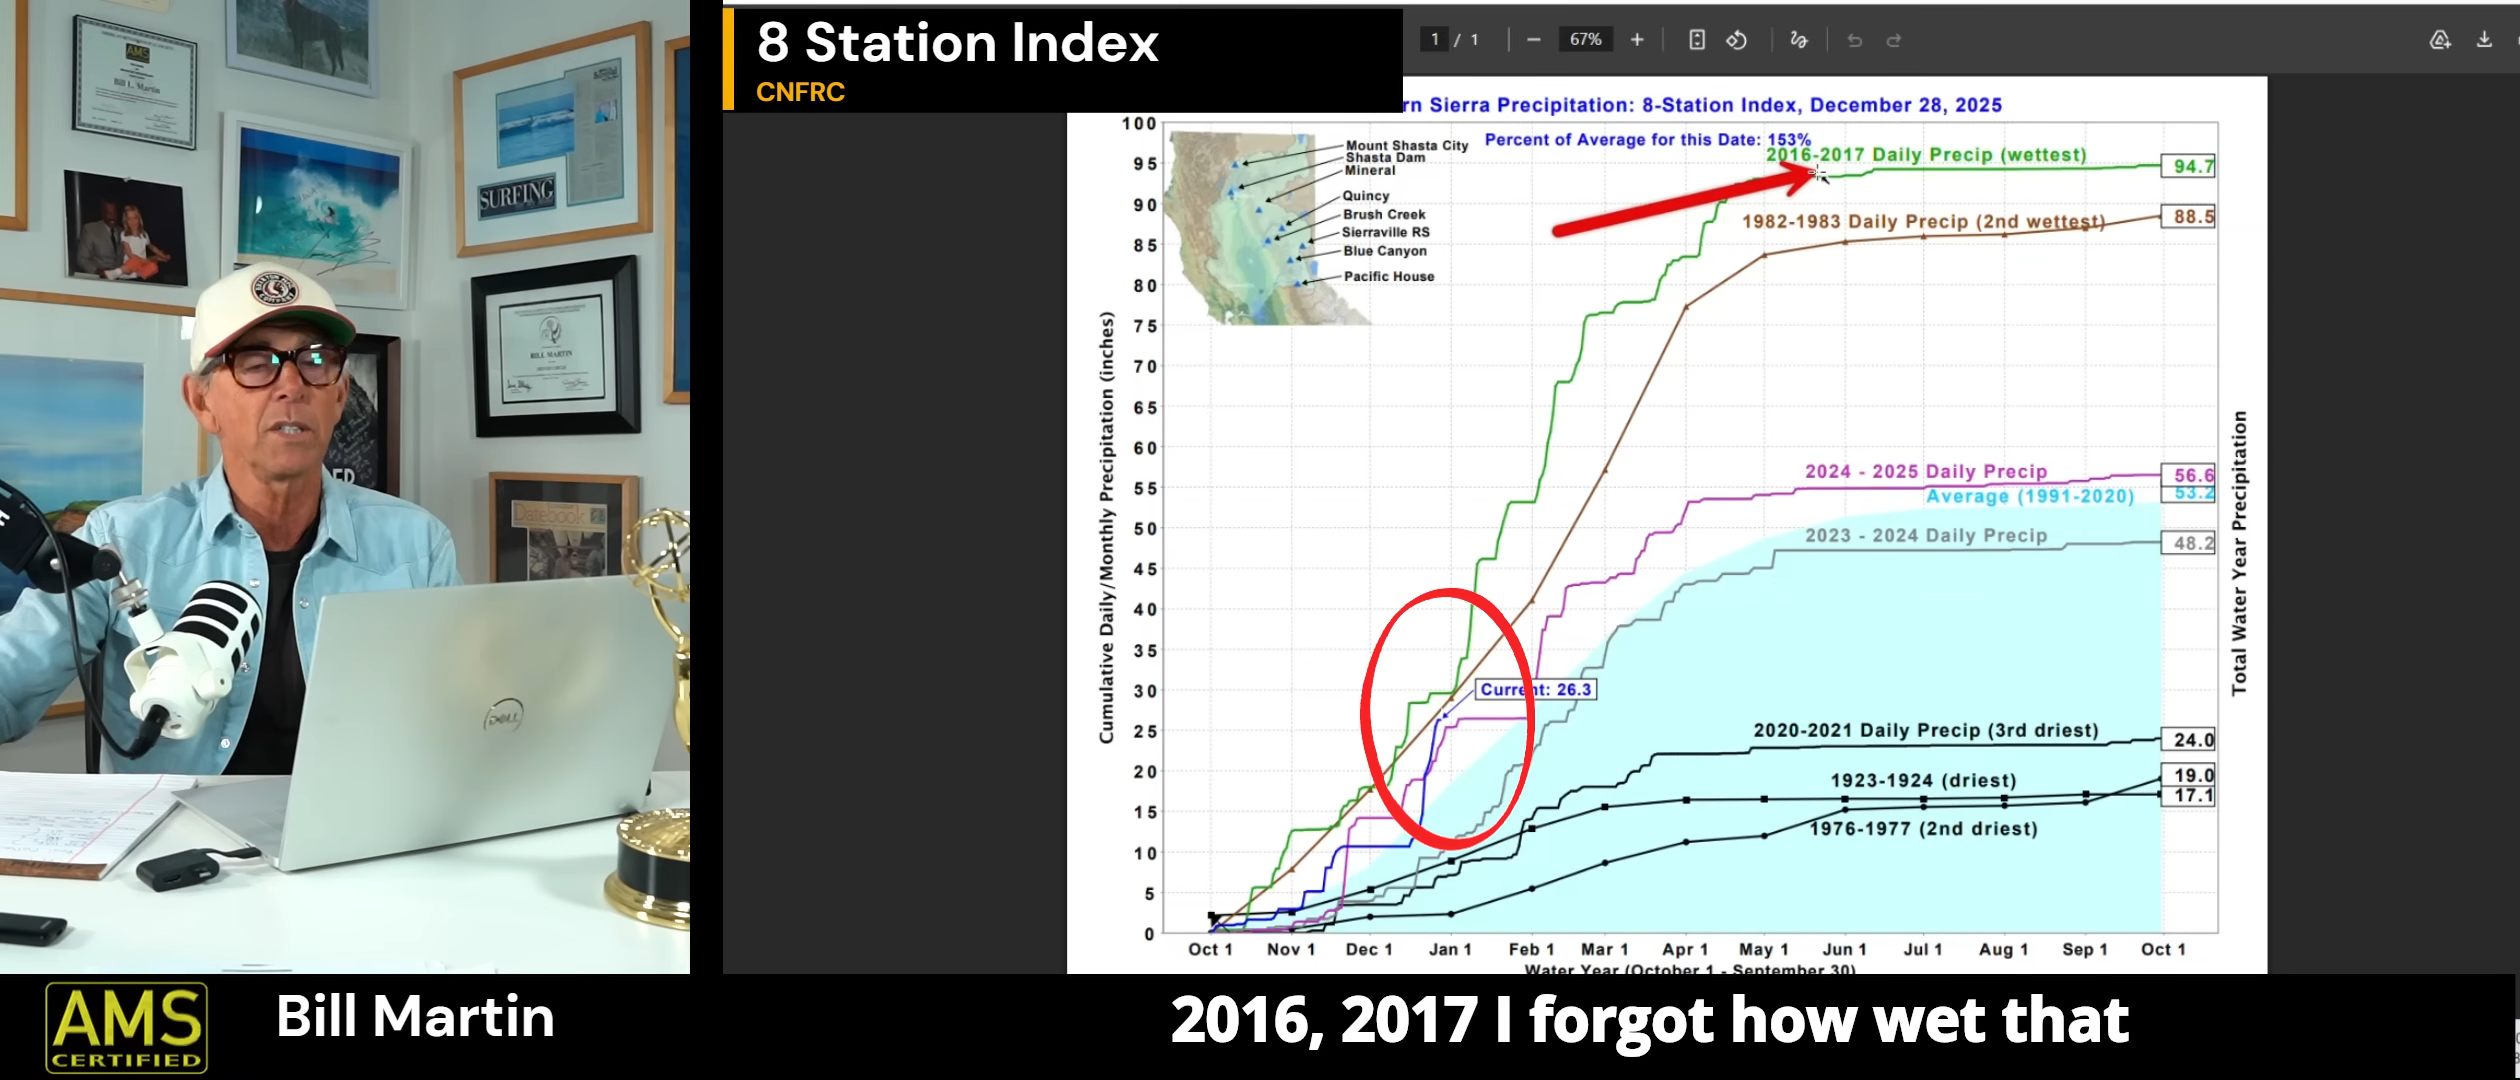 8 Station Index
CNFRC
1 / 1
67%
rn Sierra Precipitation: 8-Station Index, December 28, 2025
Percent of Average for this Date: 153%
Mount Shasta City
Shasta Dam
Mineral
Quincy
Brush Creek
Sierraville RS
Blue Canyon
Pacific House
2016-2017 Daily Precip (wettest)
94.7
1982-1983 Daily Precip (2nd wettest)
88.5
2024 - 2025 Daily Precip
56.6
Average (1991-2020)
53.2
2023 - 2024 Daily Precip
48.2
Current: 26.3
2020-2021 Daily Precip (3rd driest)
24.0
1923-1924 (driest)
19.0
17.1
1976-1977 (2nd driest)
Cumulative Daily/Monthly Precipitation (inches)
100
95
90
85
80
75
70
65
60
55
50
45
40
35
30
25
20
15
10
5
0
Total Water Year Precipitation
Oct 1 Nov 1 Dec 1 Jan 1 Feb 1 Mar 1 Apr 1 May 1 Jun 1 Jul 1 Aug 1 Sep 1 Oct 1
Water Year (October 1 - September 30)
AMS
Bill L. Martin
SURFING
BILL MARTIN
Datebook
DELL
AMS
CERTIFIED
Bill Martin
2016, 2017 I forgot how wet that